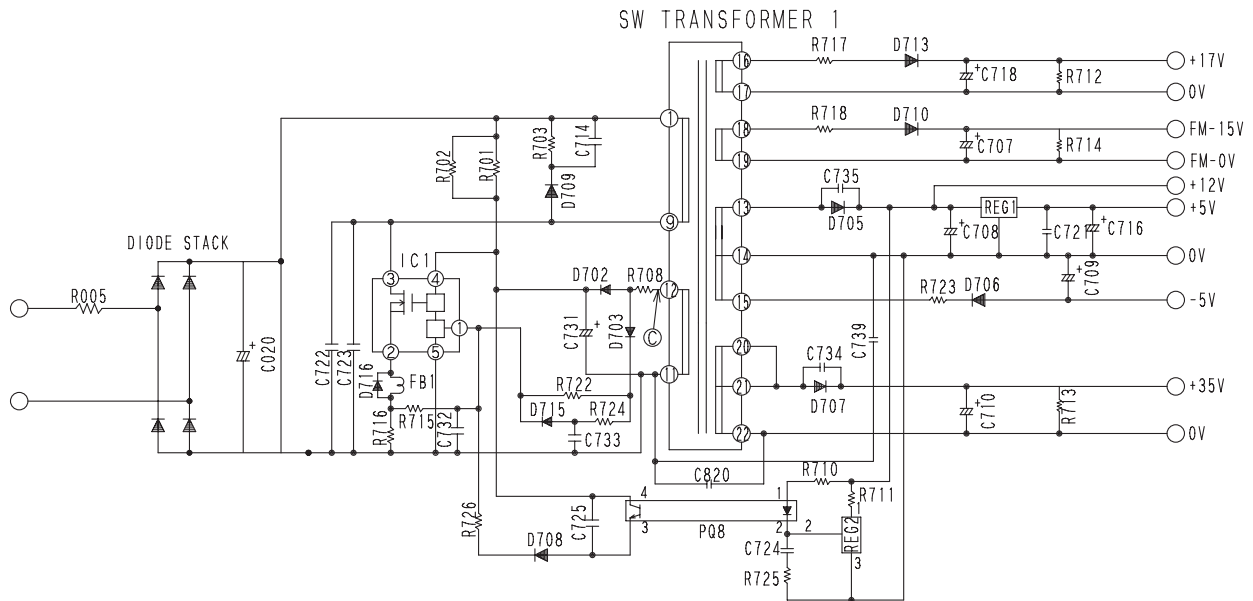 SW TRANSFORMER 1
16 R717 D713 + C718 R712 +17V
17 0V
1 R703 C714 18 R718 D710 + C707 R714 FM-15V
19 FM-0V
R702 R701 D709
C735 +12V
13 D705 REG1 +5V
9 + C708 C721 + C716
DIODE STACK
IC1 14 0V
3 4 D702 R708 12 R723 D706 + C709
15 -5V
R005 1 C731 + D703 C C739
+ C020 C722 C723 2 5 20 C734
D716 FB1 11 21 +35V
R722 D707 + C710 R713
R716 R715 C732 D715 R724 C733 22 0V
C820 R710 R711
4 1
R726 C725 3 PQ8 2 2 REG2 1 3
D708 C724
R725